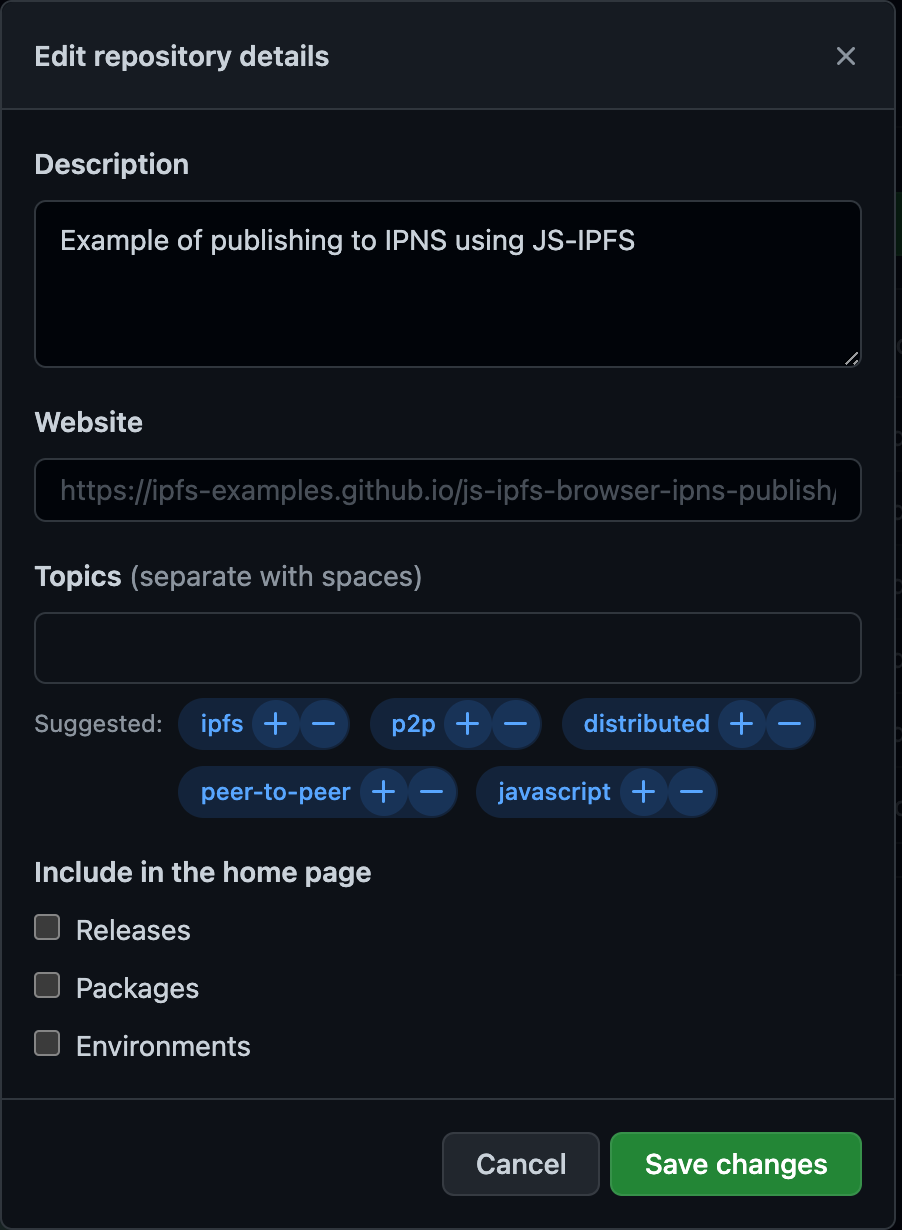 Edit repository details
Description
Example of publishing to IPNS using JS-IPFS
Website
https://ipfs-examples.github.io/js-ipfs-browser-ipns-publish/
Topics (separate with spaces)
Suggested: ipfs p2p distributed
peer-to-peer javascript
Include in the home page
Releases
Packages
Environments
Cancel Save changes